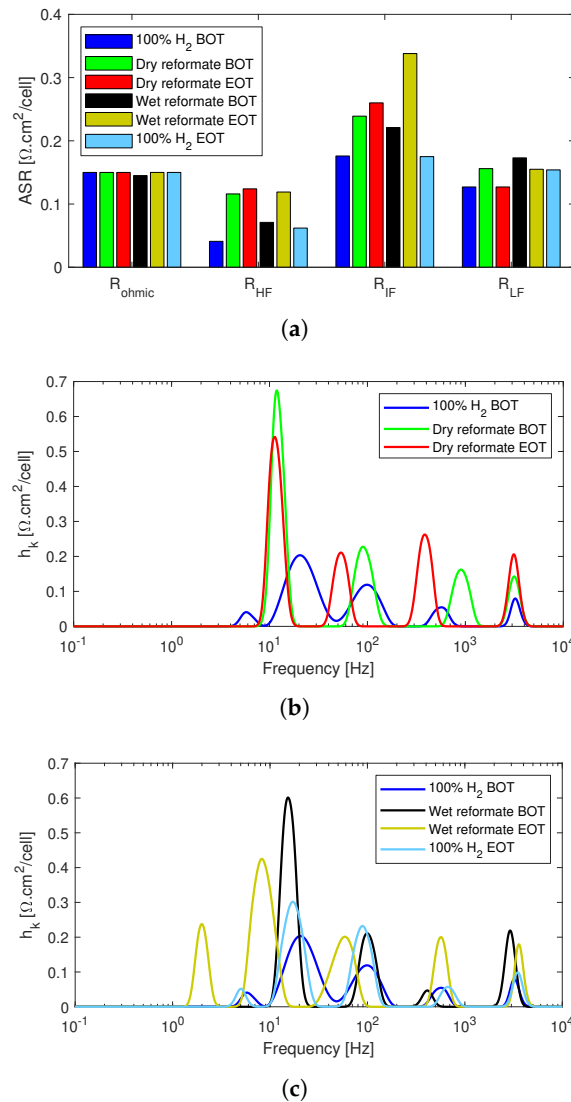 0.4
0.3
0.2
0.1
0
ASR [Ω.cm²/cell]
100% H₂ BOT
Dry reformate BOT
Dry reformate EOT
Wet reformate BOT
Wet reformate EOT
100% H₂ EOT
R_ohmic R_HF R_IF R_LF
(a)
0.7
0.6
0.5
0.4
0.3
0.2
0.1
0
h_k [Ω.cm²/cell]
100% H₂ BOT
Dry reformate BOT
Dry reformate EOT
10⁻¹ 10⁰ 10¹ 10² 10³ 10⁴
Frequency [Hz]
(b)
0.7
0.6
0.5
0.4
0.3
0.2
0.1
0
h_k [Ω.cm²/cell]
100% H₂ BOT
Wet reformate BOT
Wet reformate EOT
100% H₂ EOT
10⁻¹ 10⁰ 10¹ 10² 10³ 10⁴
Frequency [Hz]
(c)